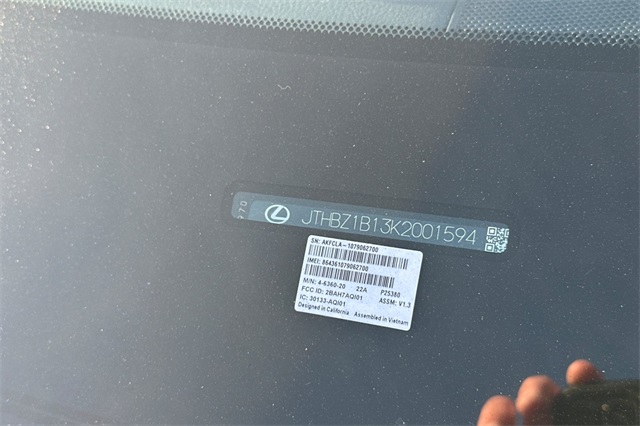 970 JTHBZ1B13K2001594
SN: AKFCLA-1079062700
IMEI: 864361079062700
M/N: 4-6360-20 22A P25380
FCC ID: 2BAH7AQI01 ASSM: V1.3
IC: 30133-AQI01
Designed in California Assembled in Vietnam